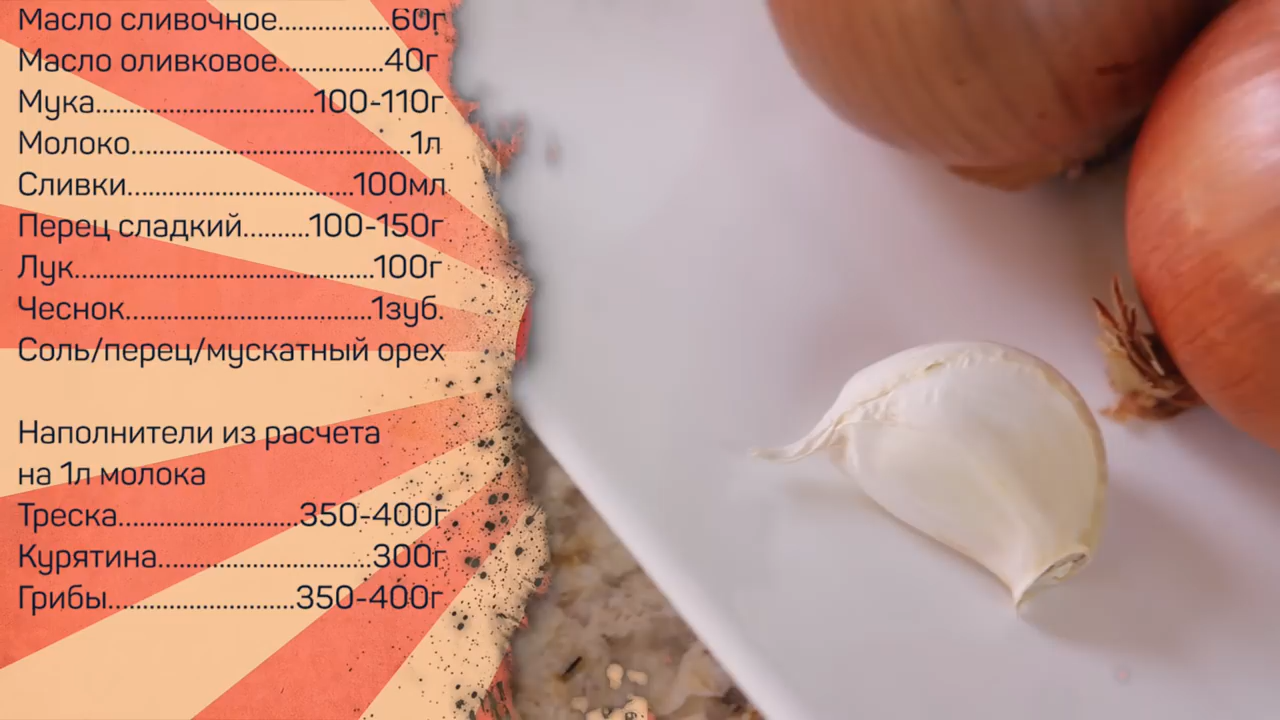 Масло сливочное.....................60г
Масло оливковое................40г
Мука.................................100-110г
Молоко..........................................1л
Сливки..................................100мл
Перец сладкий..........100-150г
Лук.............................................100г
Чеснок.....................................1зуб.
Соль/перец/мускатный орех
Наполнители из расчета
на 1л молока
Треска...........................350-400г
Курятина................................300г
Грибы............................350-400г